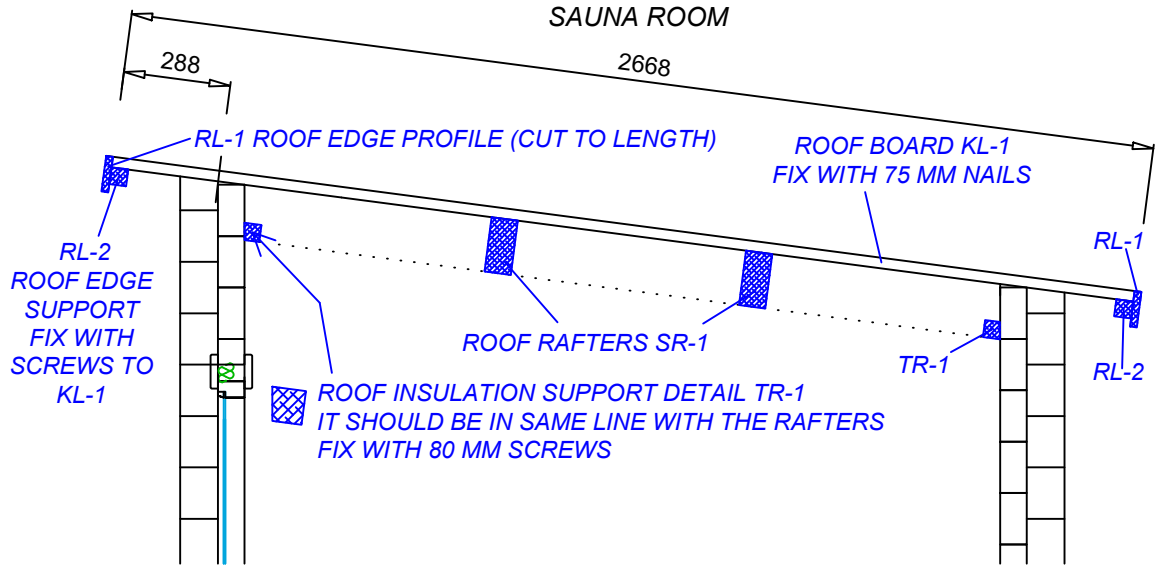 SAUNA ROOM
288
2668
RL-1 ROOF EDGE PROFILE (CUT TO LENGTH)
ROOF BOARD KL-1
FIX WITH 75 MM NAILS
RL-2
ROOF EDGE
SUPPORT
FIX WITH
SCREWS TO
KL-1
RL-1
ROOF RAFTERS SR-1
TR-1
RL-2
ROOF INSULATION SUPPORT DETAIL TR-1
IT SHOULD BE IN SAME LINE WITH THE RAFTERS
FIX WITH 80 MM SCREWS